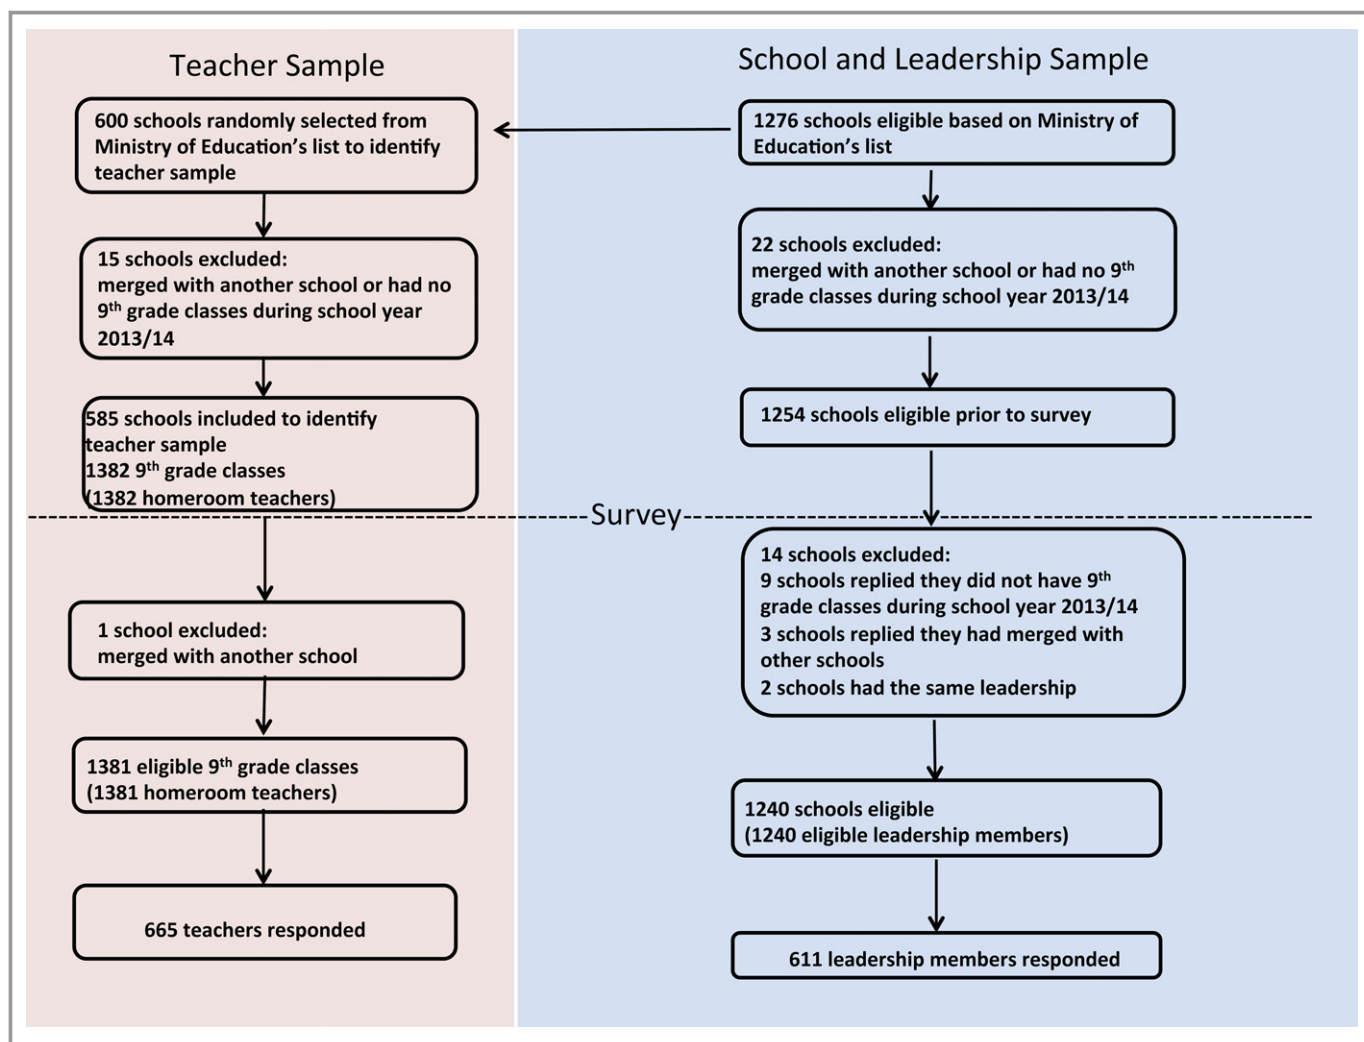 Teacher Sample
600 schools randomly selected from
Ministry of Education's list to identify
teacher sample
15 schools excluded:
merged with another school or had no
9th grade classes during school year
2013/14
585 schools included to identify
teacher sample
1382 9th grade classes
(1382 homeroom teachers)
School and Leadership Sample
1276 schools eligible based on Ministry of
Education's list
22 schools excluded:
merged with another school or had no 9th
grade classes during school year 2013/14
1254 schools eligible prior to survey
Survey
1 school excluded:
merged with another school
1381 eligible 9th grade classes
(1381 homeroom teachers)
665 teachers responded
14 schools excluded:
9 schools replied they did not have 9th
grade classes during school year 2013/14
3 schools replied they had merged with
other schools
2 schools had the same leadership
1240 schools eligible
(1240 eligible leadership members)
611 leadership members responded